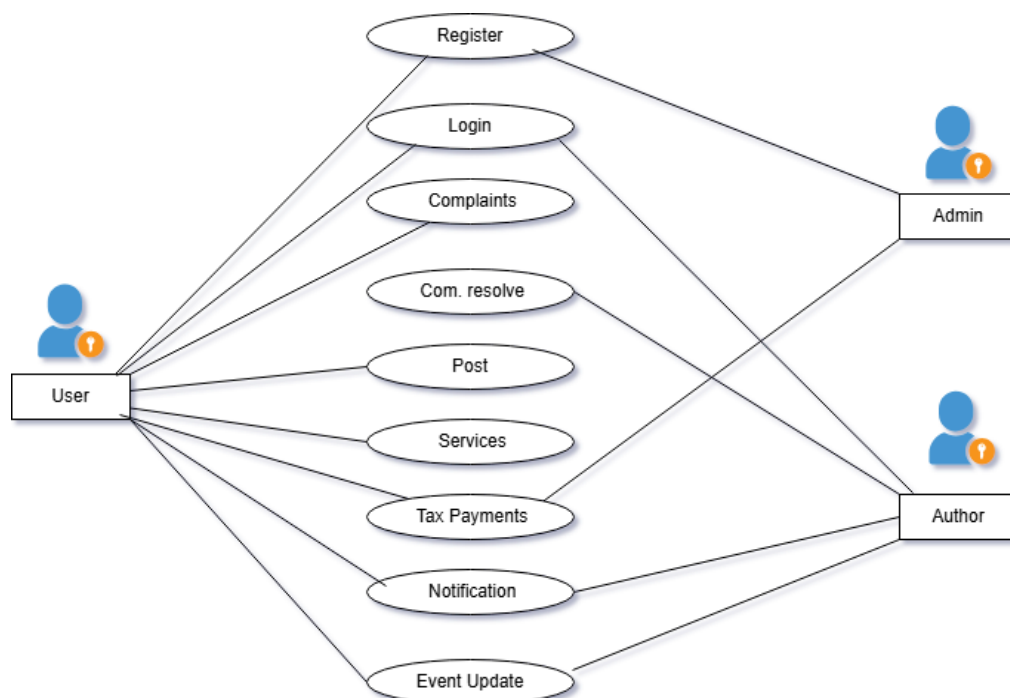 Register
Login
Complaints
Com. resolve
Post
Services
Tax Payments
Notification
Event Update
User
Admin
Author